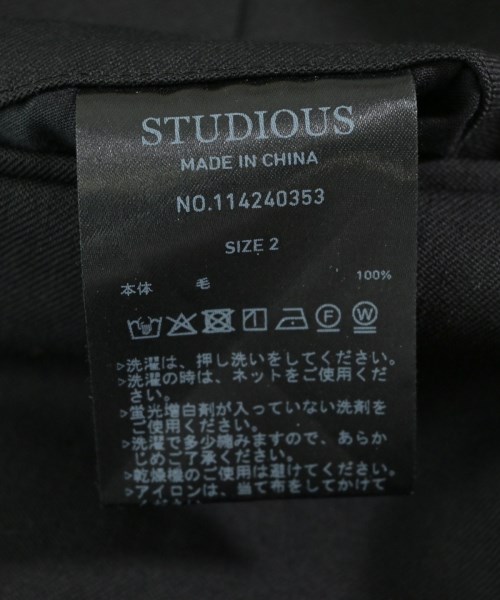 STUDIOUS
MADE IN CHINA
NO.114240353
SIZE 2
本体 毛 100%
F W
>洗濯は、押し洗いをしてください。
>洗濯の時は、ネットをご使用くだ
さい。
>蛍光増白剤が入っていない洗剤を
ご使用ください。
>洗濯で多少縮みますので、あらか
じめご了承ください。
>乾燥機のご使用は避けてください。
>アイロンは、当て布をしてかけて
ください。